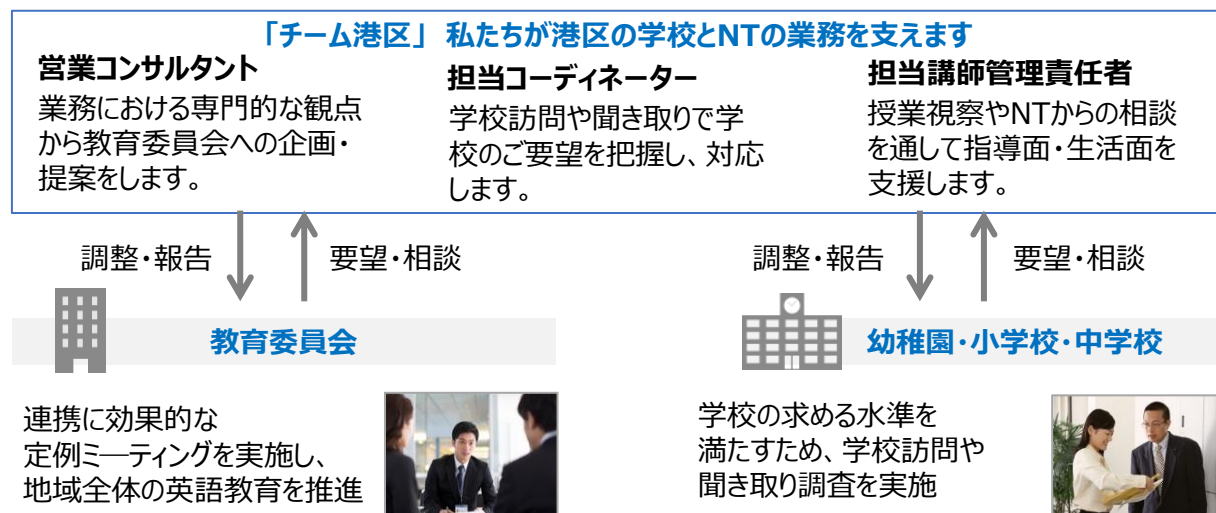 「チーム港区」 私たちが港区の学校とNTの業務を支えます
営業コンサルタント
業務における専門的な観点
から教育委員会への企画・
提案をします。
担当コーディネーター
学校訪問や聞き取りで学
校のご要望を把握し、対応
します。
担当講師管理責任者
授業視察やNTからの相談
を通して指導面・生活面を
支援します。
調整・報告
要望・相談
調整・報告
要望・相談
教育委員会
幼稚園・小学校・中学校
連携に効果的な
定例ミーティングを実施し、
地域全体の英語教育を推進
学校の求める水準を
満たすため、学校訪問や
聞き取り調査を実施